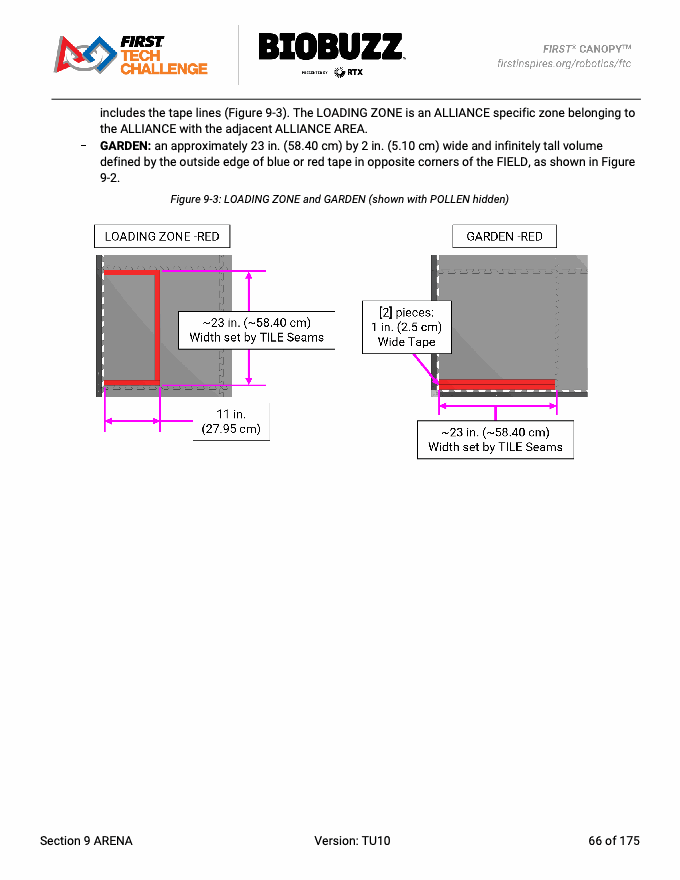 FIRST
TECH
CHALLENGE
BIOBUZZ
PRESENTED BY RTX
FIRST® CANOPY™
firstinspires.org/robotics/ftc
includes the tape lines (Figure 9-3). The LOADING ZONE is an ALLIANCE specific zone belonging to
the ALLIANCE with the adjacent ALLIANCE AREA.
− GARDEN: an approximately 23 in. (58.40 cm) by 2 in. (5.10 cm) wide and infinitely tall volume
defined by the outside edge of blue or red tape in opposite corners of the FIELD, as shown in Figure
9-2.
Figure 9-3: LOADING ZONE and GARDEN (shown with POLLEN hidden)
LOADING ZONE -RED
~23 in. (~58.40 cm)
Width set by TILE Seams
11 in.
(27.95 cm)
GARDEN -RED
[2] pieces:
1 in. (2.5 cm)
Wide Tape
~23 in. (~58.40 cm)
Width set by TILE Seams
Section 9 ARENA
Version: TU10
66 of 175